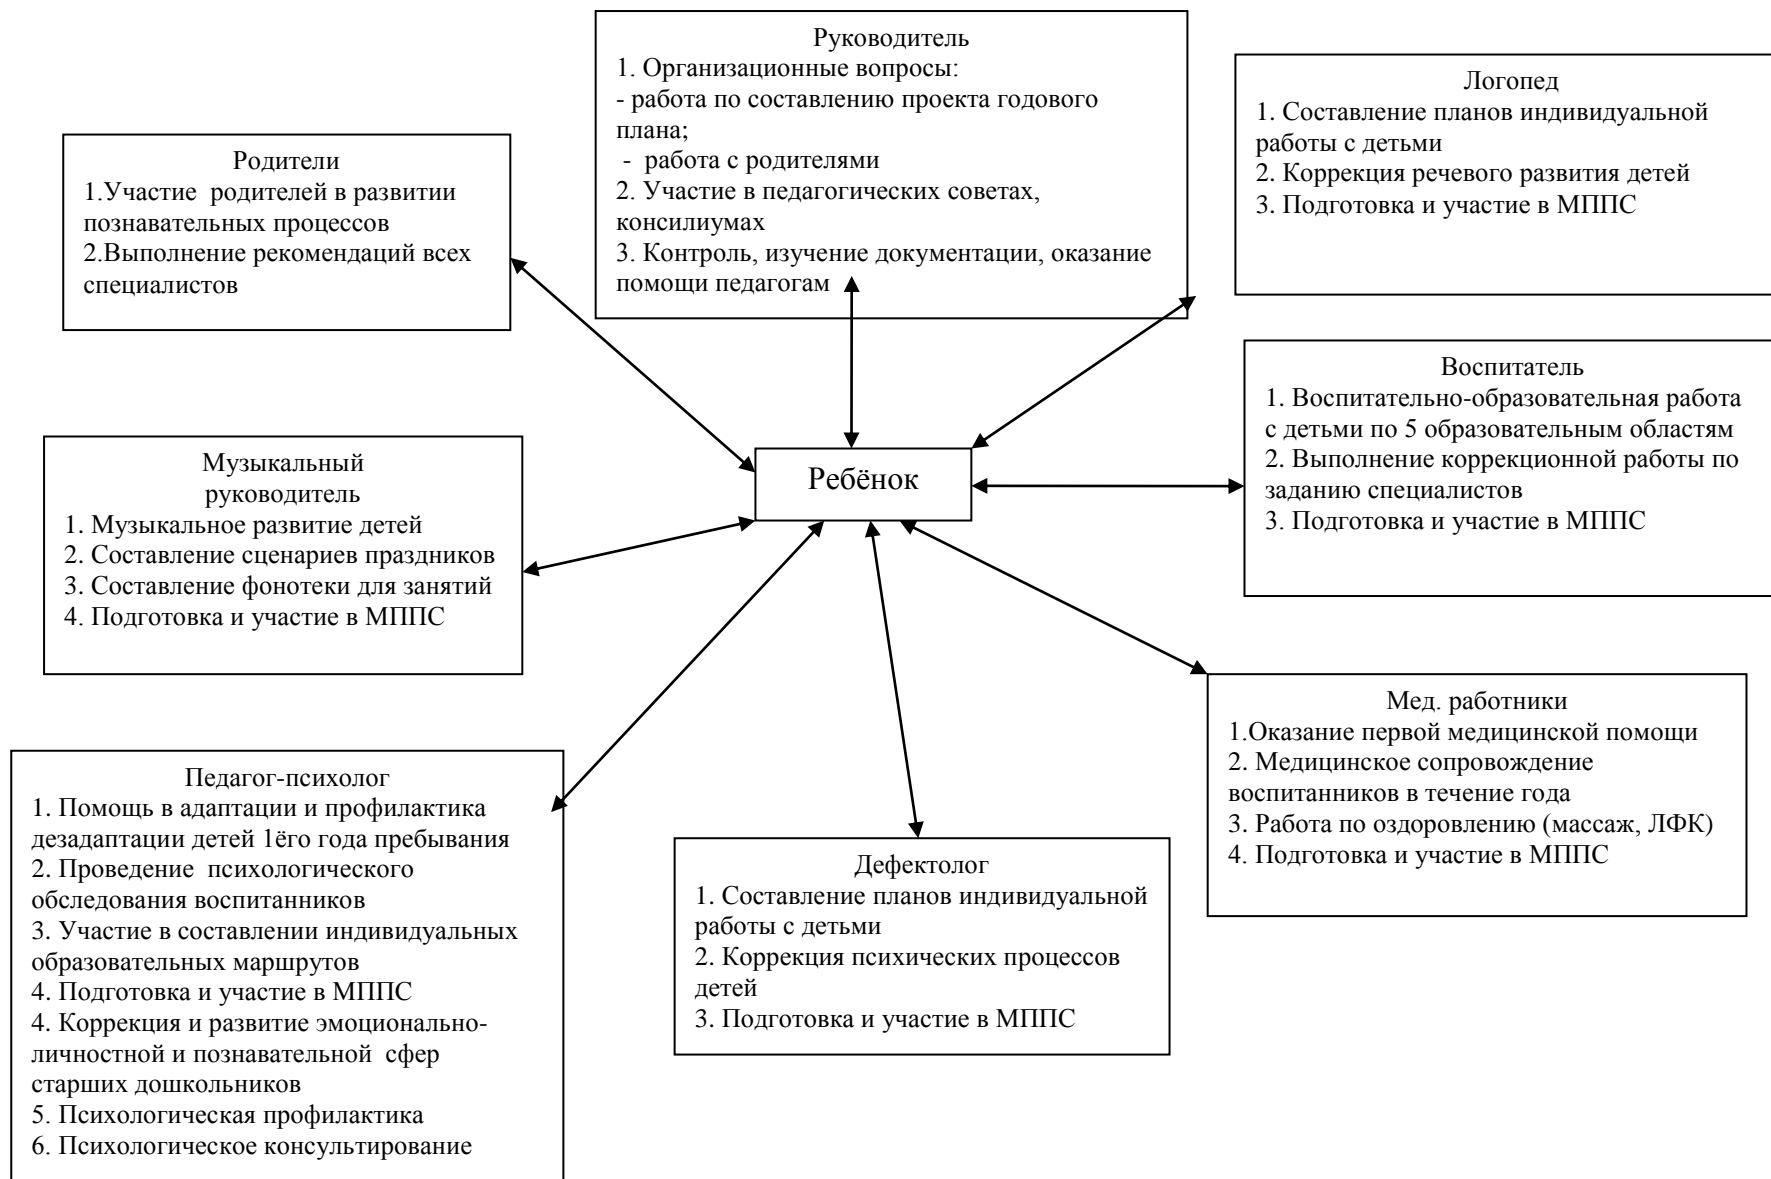 Руководитель
1. Организационные вопросы:
- работа по составлению проекта годового
плана;
- работа с родителями
2. Участие в педагогических советах,
консилиумах
3. Контроль, изучение документации, оказание
помощи педагогам
Логопед
1. Составление планов индивидуальной
работы с детьми
2. Коррекция речевого развития детей
3. Подготовка и участие в МППС
Родители
1.Участие родителей в развитии
познавательных процессов
2.Выполнение рекомендаций всех
специалистов
Воспитатель
1. Воспитательно-образовательная работа
с детьми по 5 образовательным областям
2. Выполнение коррекционной работы по
заданию специалистов
3. Подготовка и участие в МППС
Музыкальный
руководитель
1. Музыкальное развитие детей
2. Составление сценариев праздников
3. Составление фонотеки для занятий
4. Подготовка и участие в МППС
Ребёнок
Мед. работники
1.Оказание первой медицинской помощи
2. Медицинское сопровождение
воспитанников в течение года
3. Работа по оздоровлению (массаж, ЛФК)
4. Подготовка и участие в МППС
Педагог-психолог
1. Помощь в адаптации и профилактика
дезадаптации детей 1ёго года пребывания
2. Проведение психологического
обследования воспитанников
3. Участие в составлении индивидуальных
образовательных маршрутов
4. Подготовка и участие в МППС
4. Коррекция и развитие эмоционально-
личностной и познавательной сфер
старших дошкольников
5. Психологическая профилактика
6. Психологическое консультирование
Дефектолог
1. Составление планов индивидуальной
работы с детьми
2. Коррекция психических процессов
детей
3. Подготовка и участие в МППС